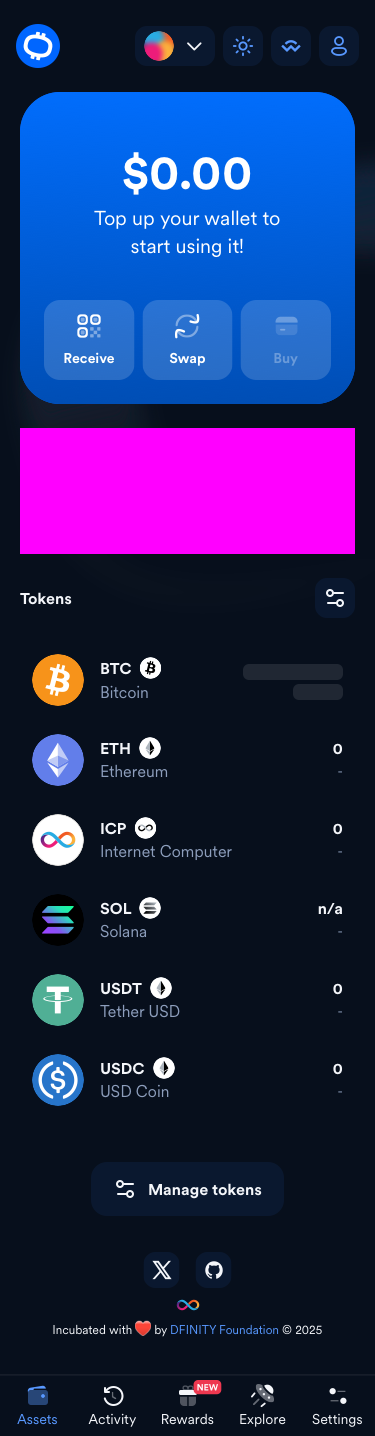 $0.00
Top up your wallet to
start using it!
Receive
Swap
Buy
Tokens
BTC
Bitcoin
ETH
0
Ethereum
-
ICP
0
Internet Computer
-
SOL
n/a
Solana
-
USDT
0
Tether USD
-
USDC
0
USD Coin
-
Manage tokens
Incubated with ❤️ by DFINITY Foundation © 2025
NEW
Assets
Activity
Rewards
Explore
Settings